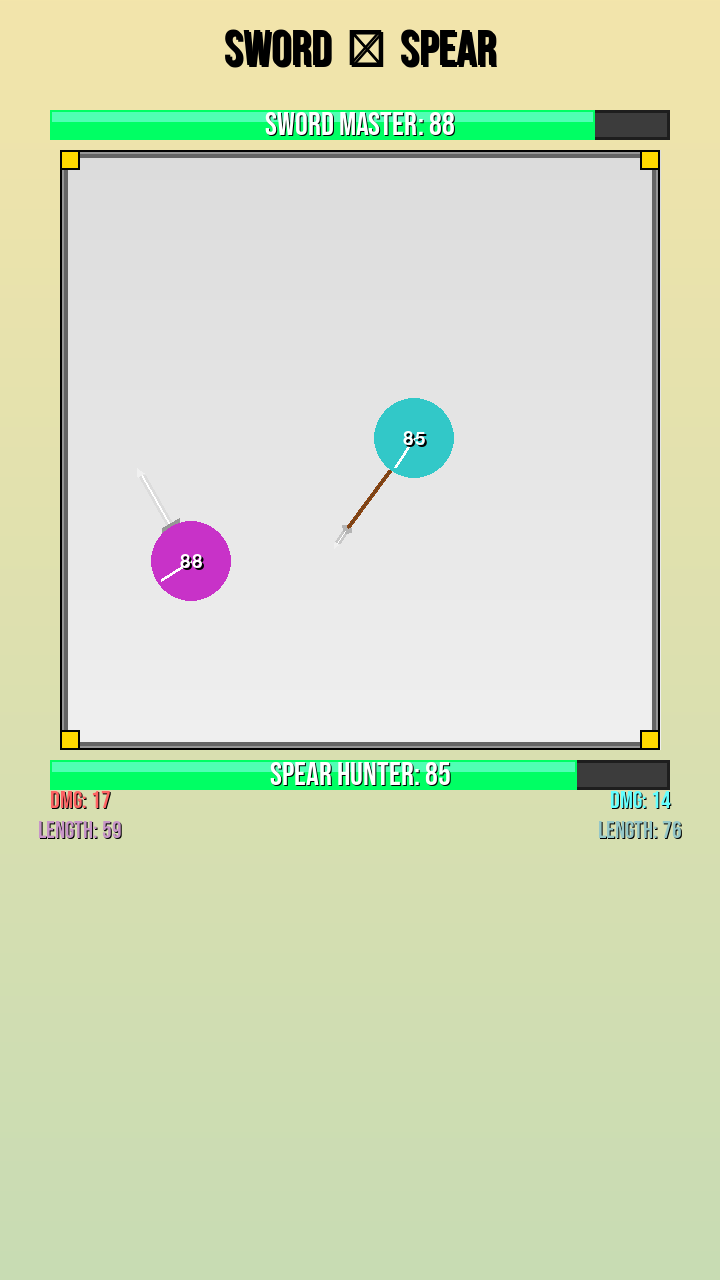 SWORD ☒ SPEAR
SWORD MASTER: 88
85
88
SPEAR HUNTER: 85
DMG: 17
DMG: 14
LENGTH: 59
LENGTH: 76